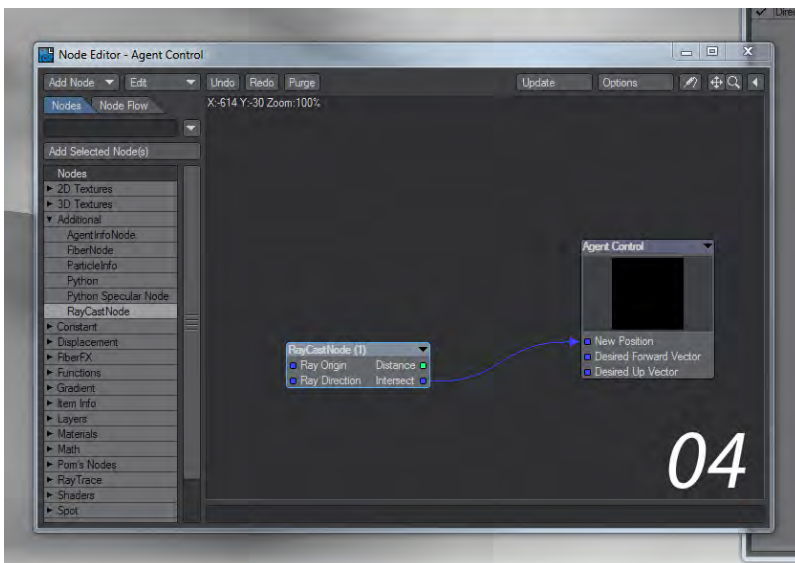 Dire
Node Editor - Agent Control
Add Node Edit Undo Redo Purge Update Options
Nodes Node Flow X:-614 Y:-30 Zoom:100%
Add Selected Node(s)
Nodes
2D Textures
3D Textures
Additional
AgentInfoNode
FiberNode
ParticleInfo
Python
Python Specular Node
RayCastNode
Constant
Displacement
FiberFX
Functions
Gradient
Item Info
Layers
Materials
Math
Pom's Nodes
RayTrace
Shaders
Spot
RayCastNode (1)
Ray Origin Distance
Ray Direction Intersect
Agent Control
New Position
Desired Forward Vector
Desired Up Vector
04